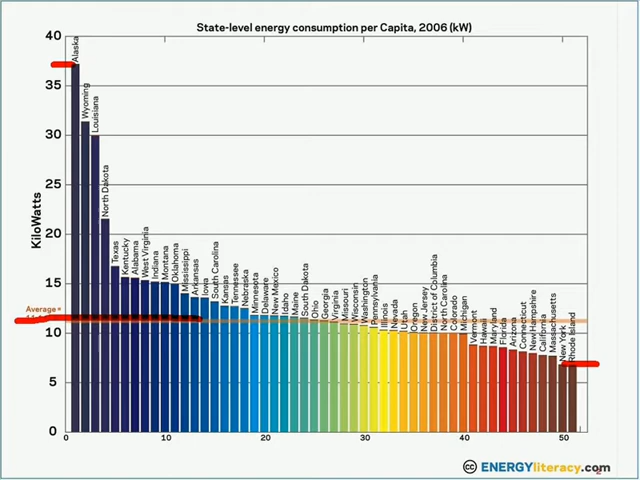 State-level energy consumption per Capita, 2006 (kW)
40
35
30
25
20
15
10
5
0
KiloWatts
Average =
Alaska
Wyoming
Louisiana
North Dakota
Texas
Kentucky
Alabama
West Virginia
Indiana
Montana
Oklahoma
Mississippi
Arkansas
Iowa
South Carolina
Kansas
Tennessee
Nebraska
Minnesota
Delaware
New Mexico
Idaho
Maine
South Dakota
Ohio
Georgia
Virginia
Missouri
Wisconsin
Washington
Pennsylvania
Illinois
Nevada
Utah
Oregon
New Jersey
District of Columbia
North Carolina
Colorado
Michigan
Vermont
Hawaii
Maryland
Florida
Arizona
Connecticut
New Hampshire
California
Massachusetts
New York
Rhode Island
0 10 20 30 40 50
cc ENERGYliteracy.com
2